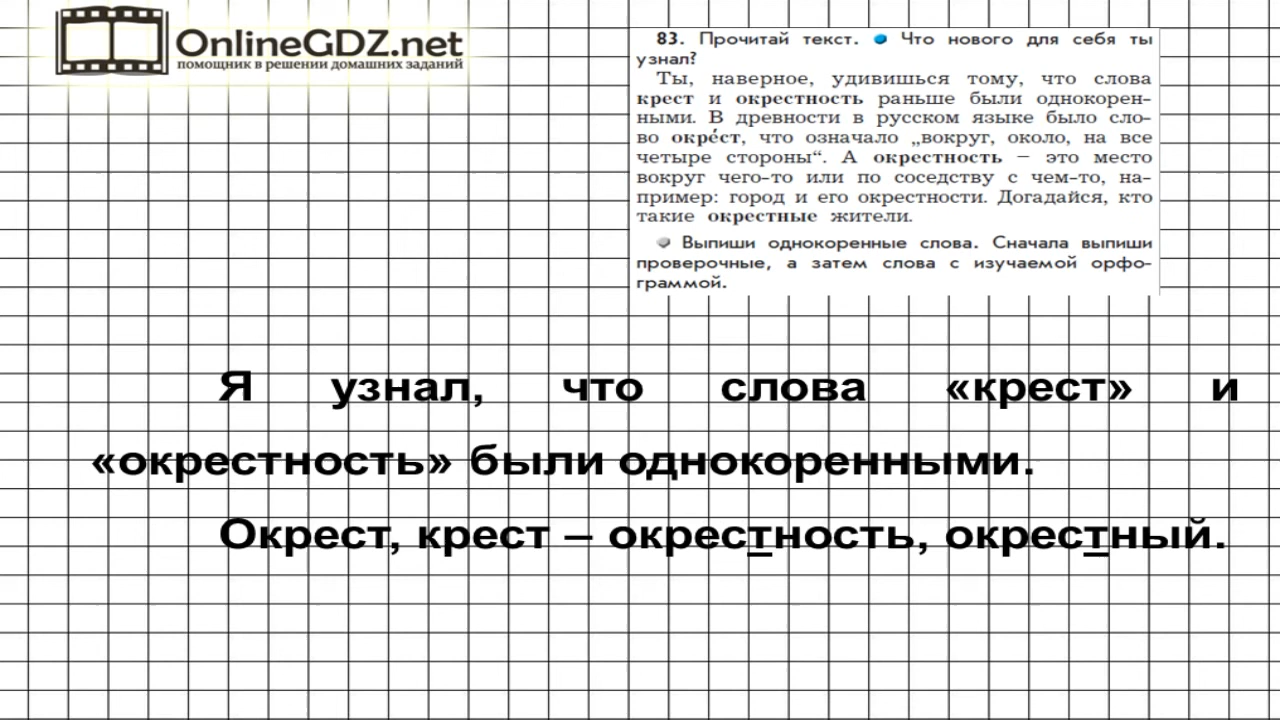 OnlineGDZ.net
помощник в решении домашних заданий
83. Прочитай текст. Что нового для себя ты
узнал?
Ты, наверное, удивишься тому, что слова
крест и окрестность раньше были однокорен-
ными. В древности в русском языке было сло-
во окре́ст, что означало „вокруг, около, на все
четыре стороны“. А окрестность − это место
вокруг чего-то или по соседству с чем-то, на-
пример: город и его окрестности. Догадайся, кто
такие окрестные жители.
Выпиши однокоренные слова. Сначала выпиши
проверочные, а затем слова с изучаемой орфо-
граммой.
Я узнал, что слова «крест» и
«окрестность» были однокоренными.
Окрест, крест – окрестность, окрестный.